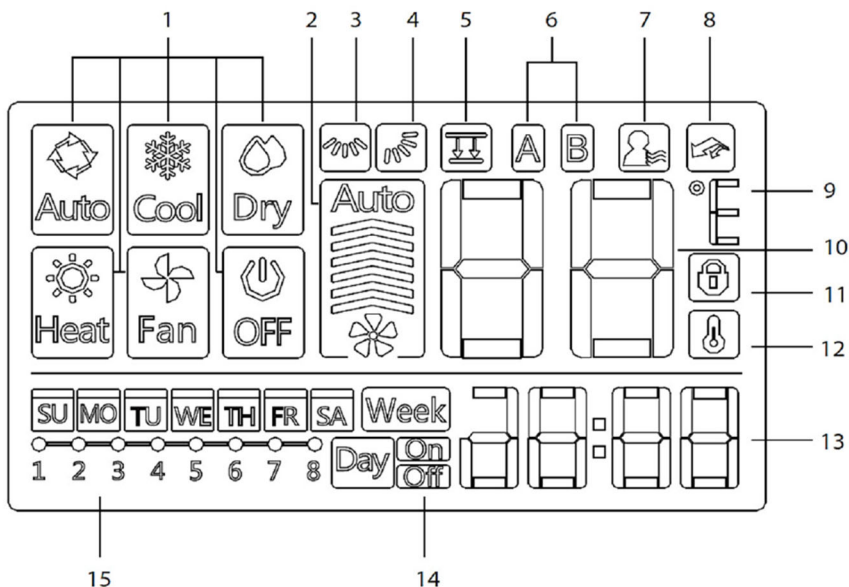 1 2 3 4 5 6 7 8
Auto Cool Dry A B
Auto
Heat Fan OFF
9
10
11
12
SU MO TU WE TH FR SA Week
1 2 3 4 5 6 7 8 Day On
Off
13
15 14